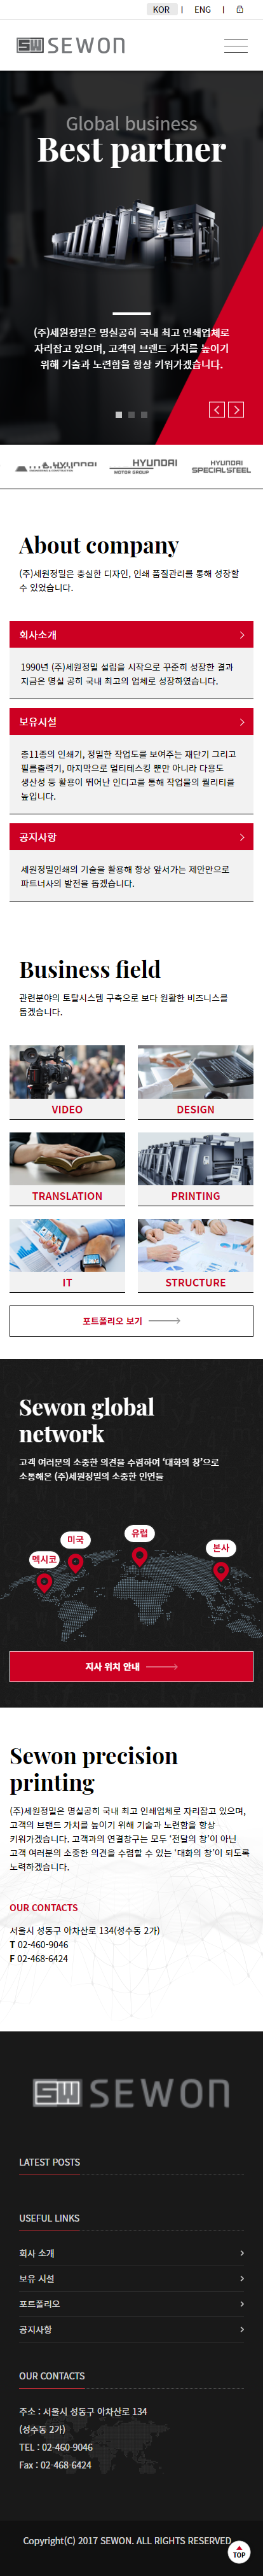 KOR | ENG |
SW SEWON
Global business
Best partner
(주)세원정밀은 명실공히 국내 최고 인쇄업체로
자리잡고 있으며, 고객의 브랜드 가치를 높이기
위해 기술과 노련함을 항상 키워가겠습니다.
HYUNDAI
HYUNDAI
MOTOR GROUP
HYUNDAI
SPECIAL STEEL
About company
(주)세원정밀은 충실한 디자인, 인쇄 품질관리를 통해 성장할
수 있었습니다.
회사소개
1990년 (주)세원정밀 설립을 시작으로 꾸준히 성장한 결과
지금은 명실 공히 국내 최고의 업체로 성장하였습니다.
보유시설
총11종의 인쇄기, 정밀한 작업도를 보여주는 재단기 그리고
필름출력기, 마지막으로 멀티테스킹 뿐만 아니라 다용도
생산성 등 활용이 뛰어난 인디고를 통해 작업물의 퀄리티를
높입니다.
공지사항
세원정밀인쇄의 기술을 활용해 항상 앞서가는 제안만으로
파트너사의 발전을 돕겠습니다.
Business field
관련분야의 토탈시스템 구축으로 보다 원활한 비즈니스를
돕겠습니다.
VIDEO
DESIGN
TRANSLATION
PRINTING
IT
STRUCTURE
포트폴리오 보기
Sewon global
network
고객 여러분의 소중한 의견을 수렴하여 ‘대화의 창’으로
소통해온 (주)세원정밀의 소중한 인연들
유럽
미국
본사
멕시코
지사 위치 안내
Sewon precision
printing
(주)세원정밀은 명실공히 국내 최고 인쇄업체로 자리잡고 있으며,
고객의 브랜드 가치를 높이기 위해 기술과 노련함을 항상
키워가겠습니다. 고객과의 연결창구는 모두 ‘전달의 창’이 아닌
고객 여러분의 소중한 의견을 수렴할 수 있는 ‘대화의 창’이 되도록
노력하겠습니다.
OUR CONTACTS
서울시 성동구 아차산로 134(성수동 2가)
T 02-460-9046
F 02-468-6424
SW SEWON
LATEST POSTS
USEFUL LINKS
회사 소개
보유 시설
포트폴리오
공지사항
OUR CONTACTS
주소 : 서울시 성동구 아차산로 134
(성수동 2가)
TEL : 02-460-9046
Fax : 02-468-6424
Copyright(C) 2017 SEWON. ALL RIGHTS RESERVED
TOP